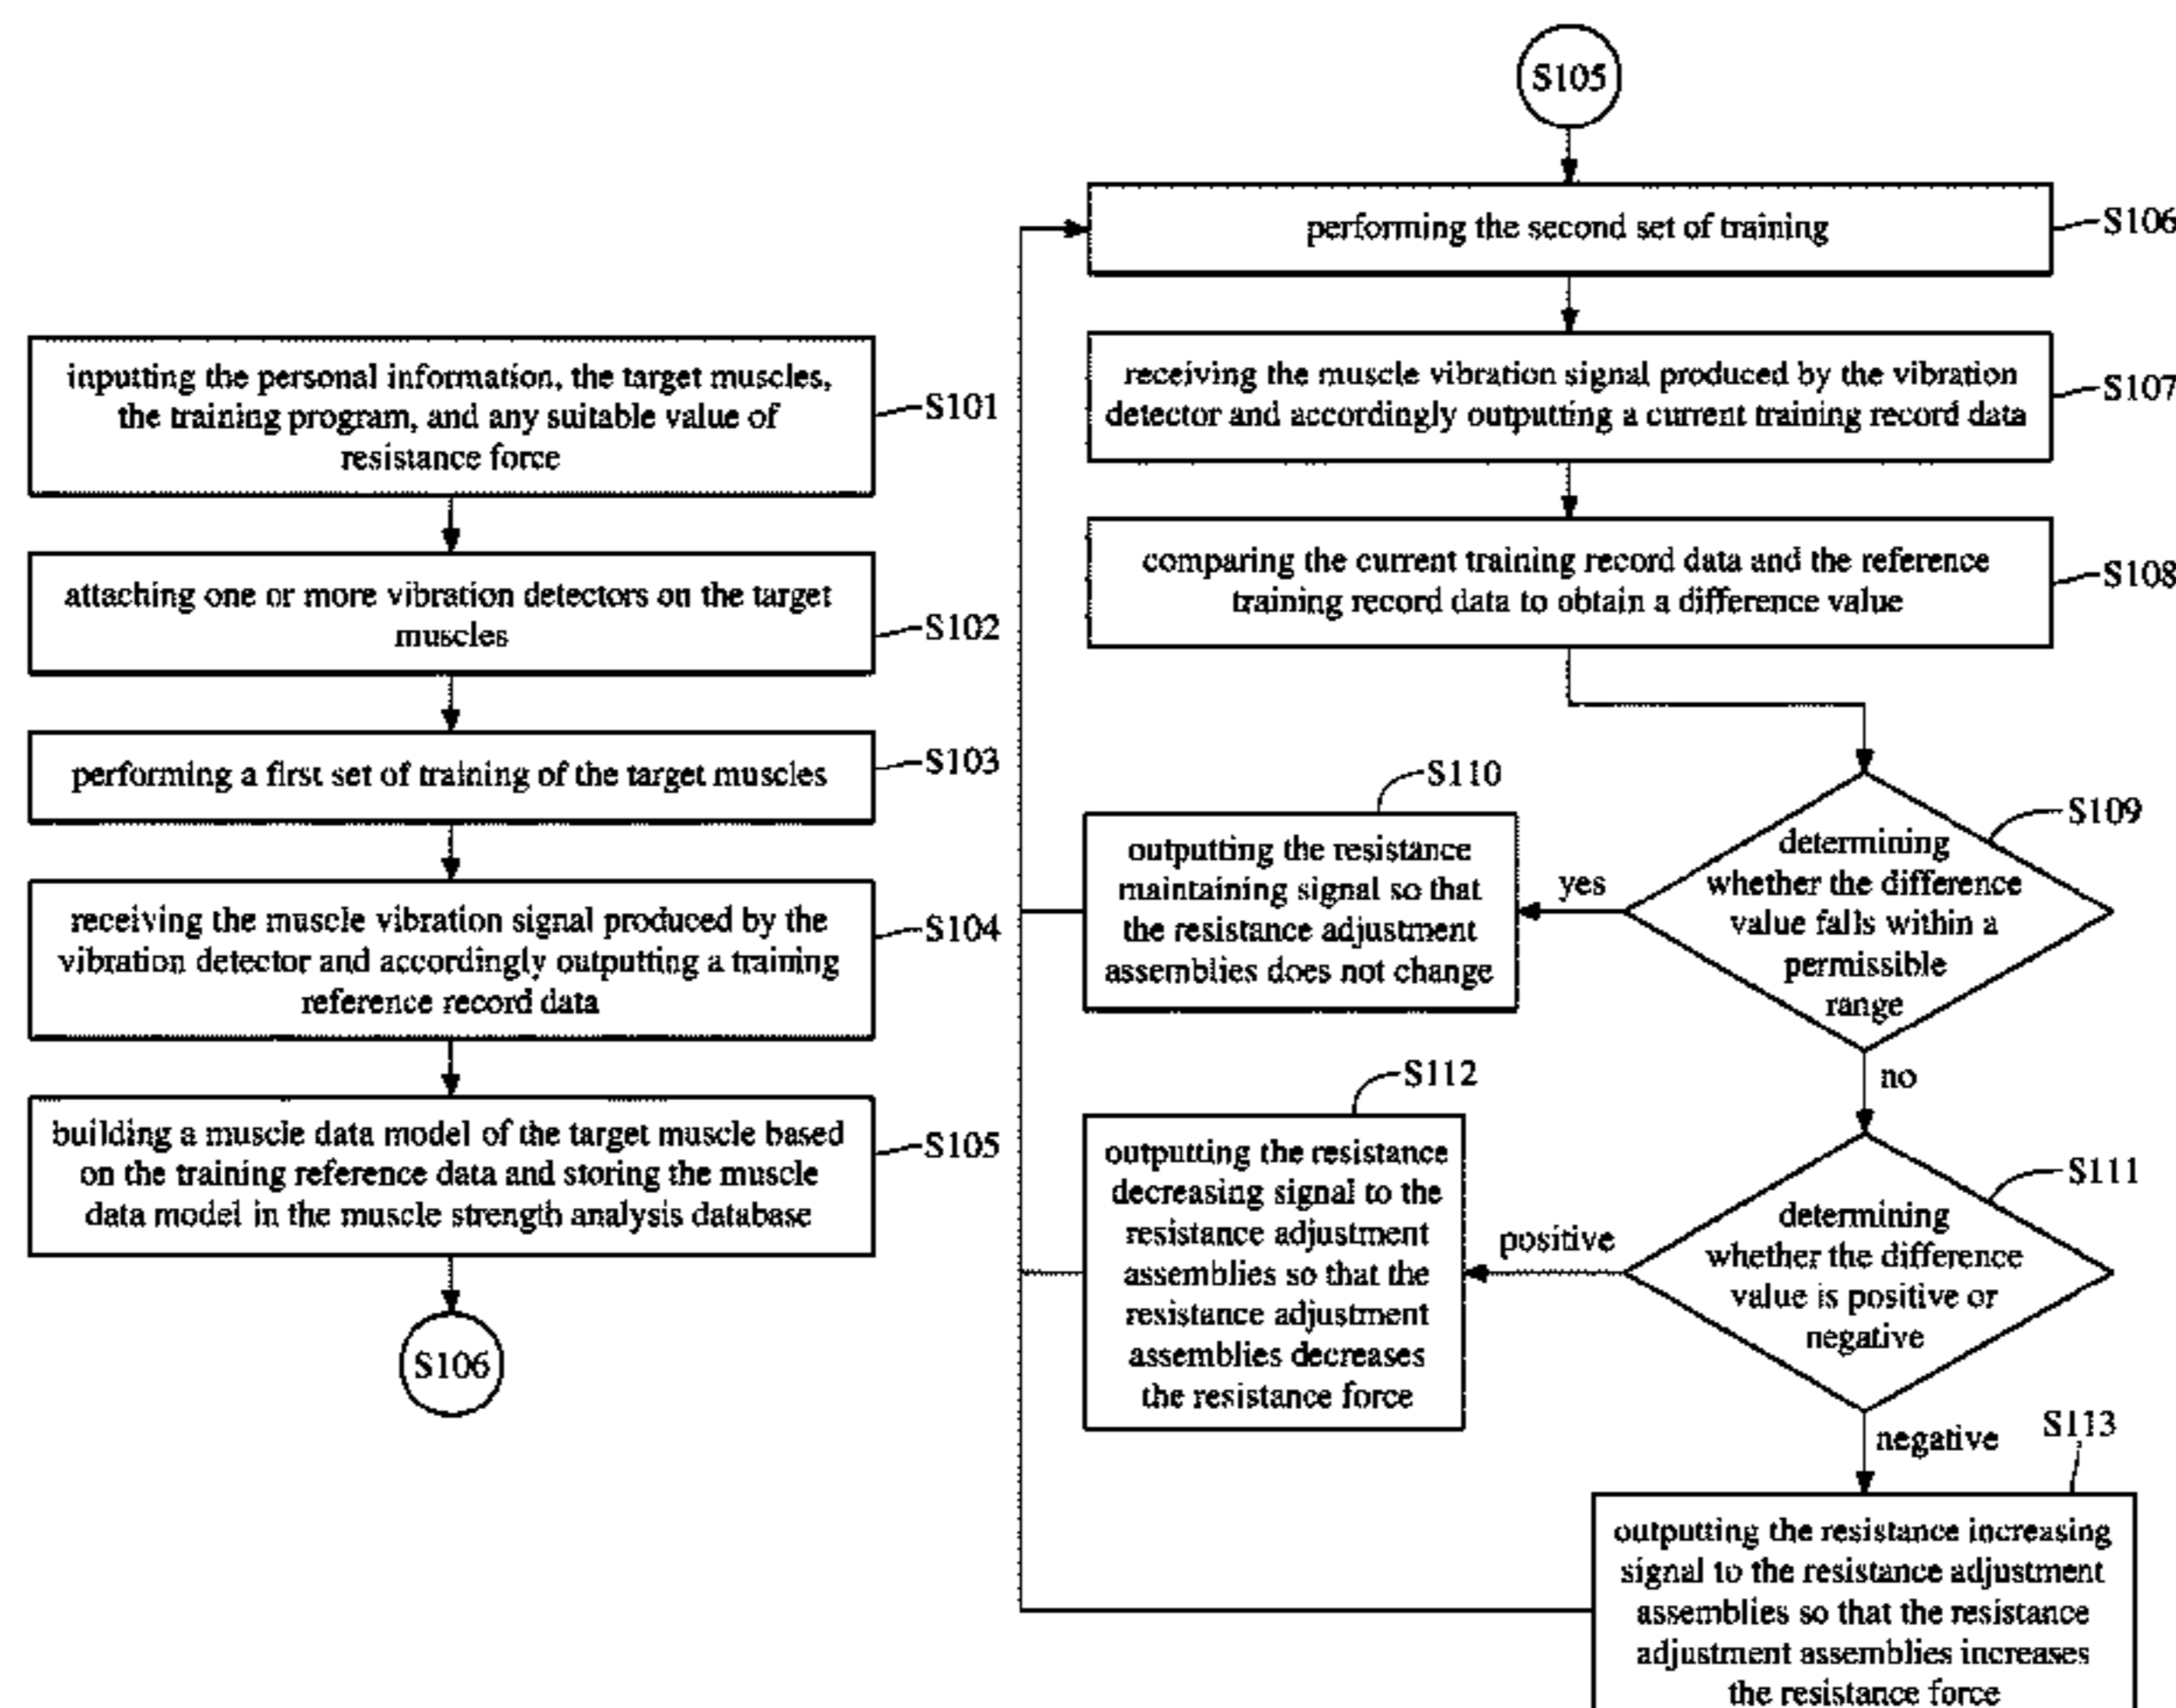 inputting the personal information, the target muscles,
the training program, and any suitable value of
resistance force
S101
attaching one or more vibration detectors on the target
muscles
S102
performing a first set of training of the target muscles
S103
receiving the muscle vibration signal produced by the
vibration detector and accordingly outputting a training
reference record data
S104
building a muscle data model of the target muscle based
on the training reference data and storing the muscle
data model in the muscle strength analysis database
S105
S106
S105
performing the second set of training
S106
receiving the muscle vibration signal produced by the vibration
detector and accordingly outputting a current training record data
S107
comparing the current training record data and the reference
training record data to obtain a difference value
S108
determining
whether the difference
value falls within a
permissible
range
S109
yes
S110
outputting the resistance
maintaining signal so that
the resistance adjustment
assemblies does not change
no
determining
whether the difference
value is positive or
negative
S111
positive
S112
outputting the resistance
decreasing signal to the
resistance adjustment
assemblies so that the
resistance adjustment
assemblies decreases
the resistance force
negative
S113
outputting the resistance increasing
signal to the resistance adjustment
assemblies so that the resistance
adjustment assemblies increases
the resistance force